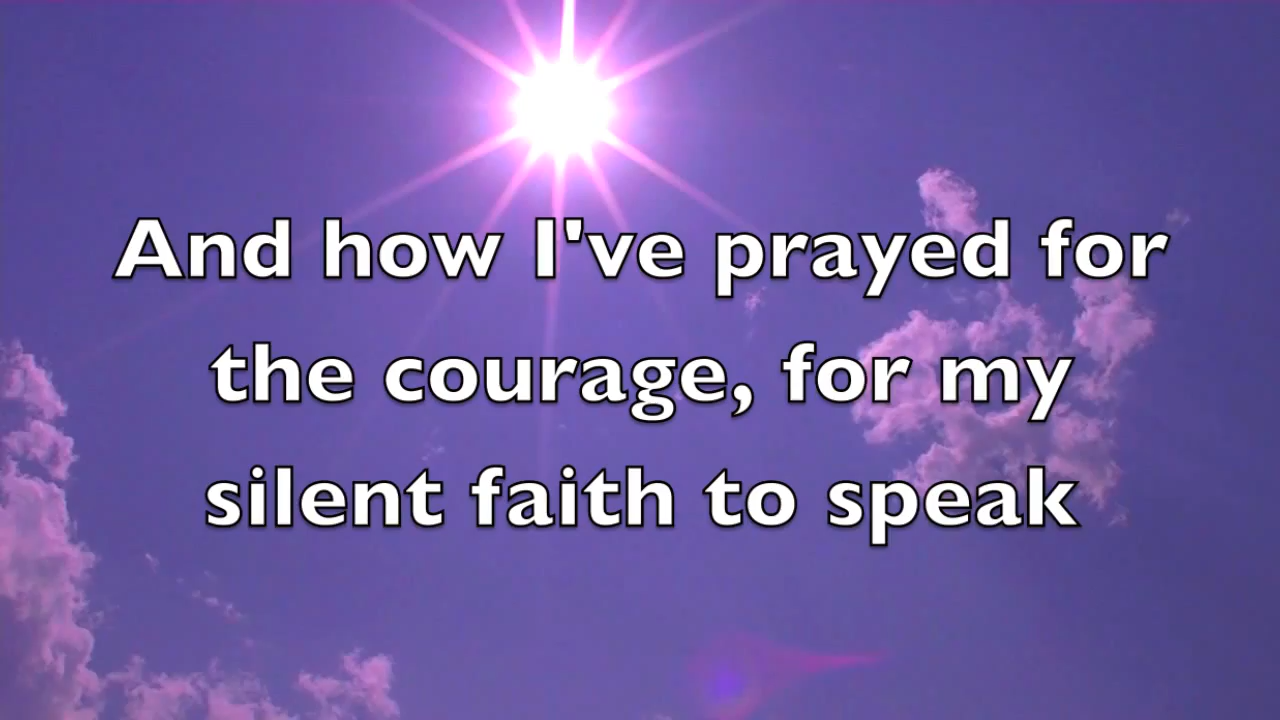 And how I've prayed for
the courage, for my
silent faith to speak